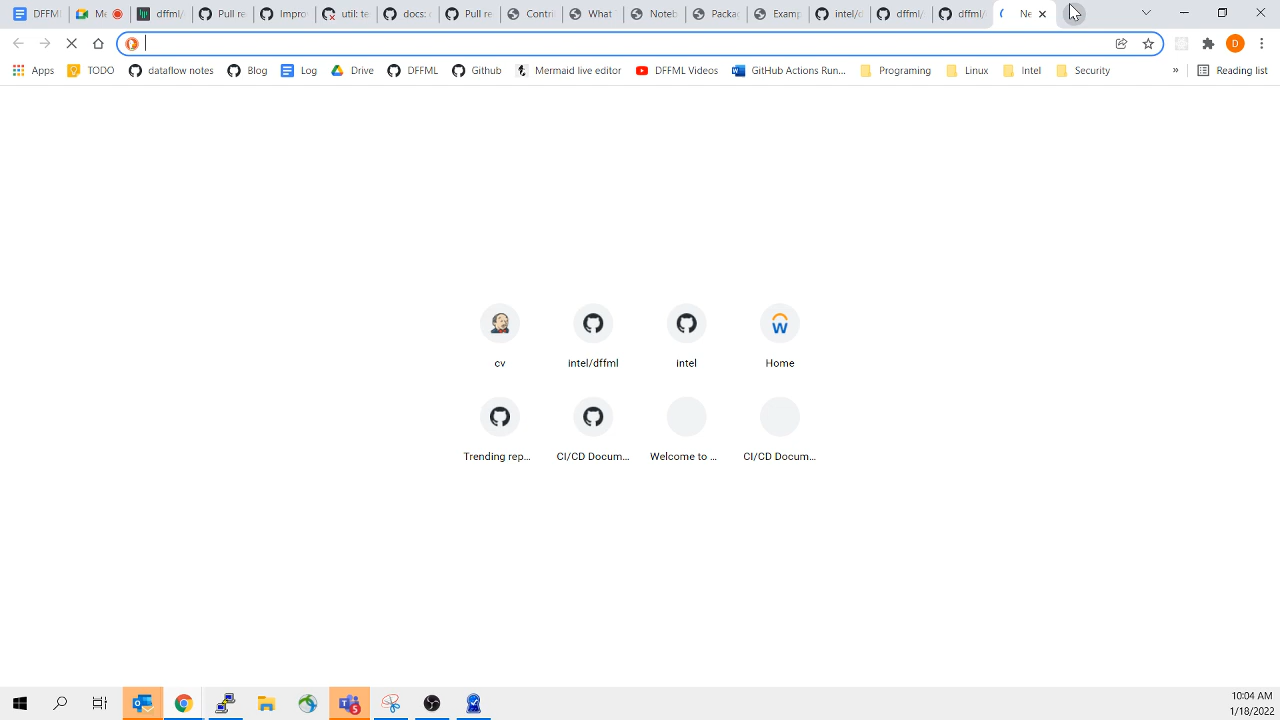 DFFMl Me dffml/ Pull re Impro util: te docs: Pull re Contri What Noteb Packag Examp intel/c dffml/ dffml/ Ne
Apps TODO dataflow notes Blog Log Drive DFFML Github Mermaid live editor DFFML Videos GitHub Actions Run... Programing Linux Intel Security » Reading list
D
cv intel/dffml intel Home
Trending rep... CI/CD Docum... Welcome to ... CI/CD Docum...
5
10:04 AM
1/18/2022